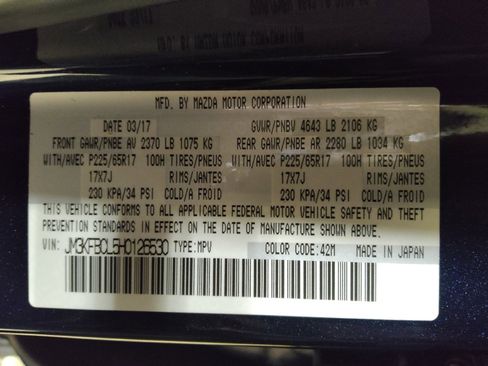 MFD. BY MAZDA MOTOR CORPORATION
DATE 03/17 GVWR/PNBV 4643 LB 2106 KG
FRONT GAWR/PNBE AV 2370 LB 1075 KG REAR GAWR/PNBE AR 2280 LB 1034 KG
WITH/AVEC P225/65R17 100H TIRES/PNEUS WITH/AVEC P225/65R17 100H TIRES/PNEUS
17X7J RIMS/JANTES 17X7J RIMS/JANTES
230 KPA/34 PSI COLD/A FROID 230 KPA/34 PSI COLD/A FROID
THIS VEHICLE CONFORMS TO ALL APPLICABLE FEDERAL MOTOR VEHICLE SAFETY AND THEFT
PREVENTION STANDARDS IN EFFECT ON THE DATE OF MANUFACTURE SHOWN ABOVE.
VIN: JM3KFBCL5H0126530 TYPE:MPV COLOR CODE:42M MADE IN JAPAN